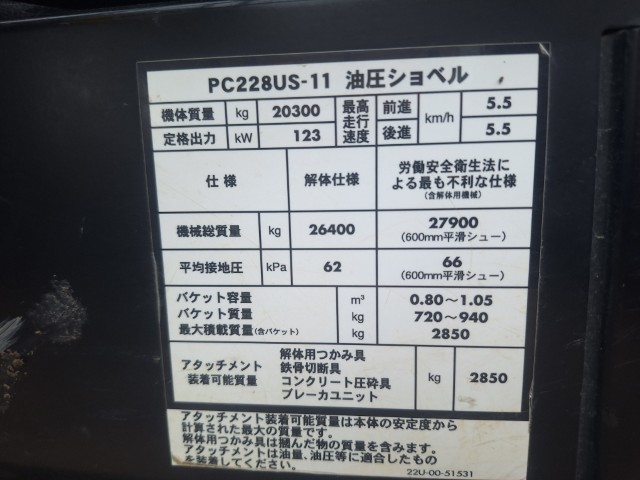 PC228US-11 油圧ショベル
機体質量 kg 20300 最高走行速度 前進 km/h 5.5
定格出力 kW 123 後進 5.5
仕様 解体仕様 労働安全衛生法による最も不利な仕様(含解体用機械)
機械総質量 kg 26400 27900
(600mm平滑シュー)
平均接地圧 kPa 62 66
(600mm平滑シュー)
バケット容量 m³ 0.80〜1.05
バケット質量 kg 720〜940
最大積載質量(含バケット) kg 2850
アタッチメント装着可能質量 解体用つかみ具 kg 2850
鉄骨切断具
コンクリート圧砕具
ブレーカユニット
アタッチメント装着可能質量は本体の安定度から
計算された最大の質量です。
解体用つかみ具は掴んだ物の質量を含みます。
アタッチメントは油量、油圧等に適合したもの
を装着してください。
22U-00-51531